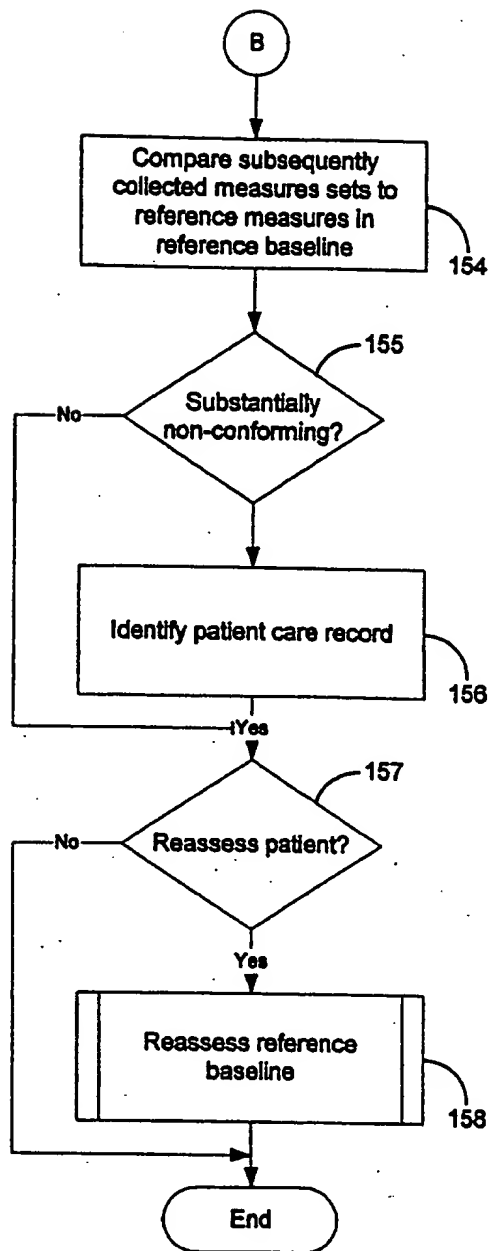 B
Compare subsequently
collected measures sets to
reference measures in
reference baseline
154
155
Substantially
non-conforming?
No
Identify patient care record
156
Yes
157
Reassess patient?
No
Yes
Reassess reference
baseline
158
End